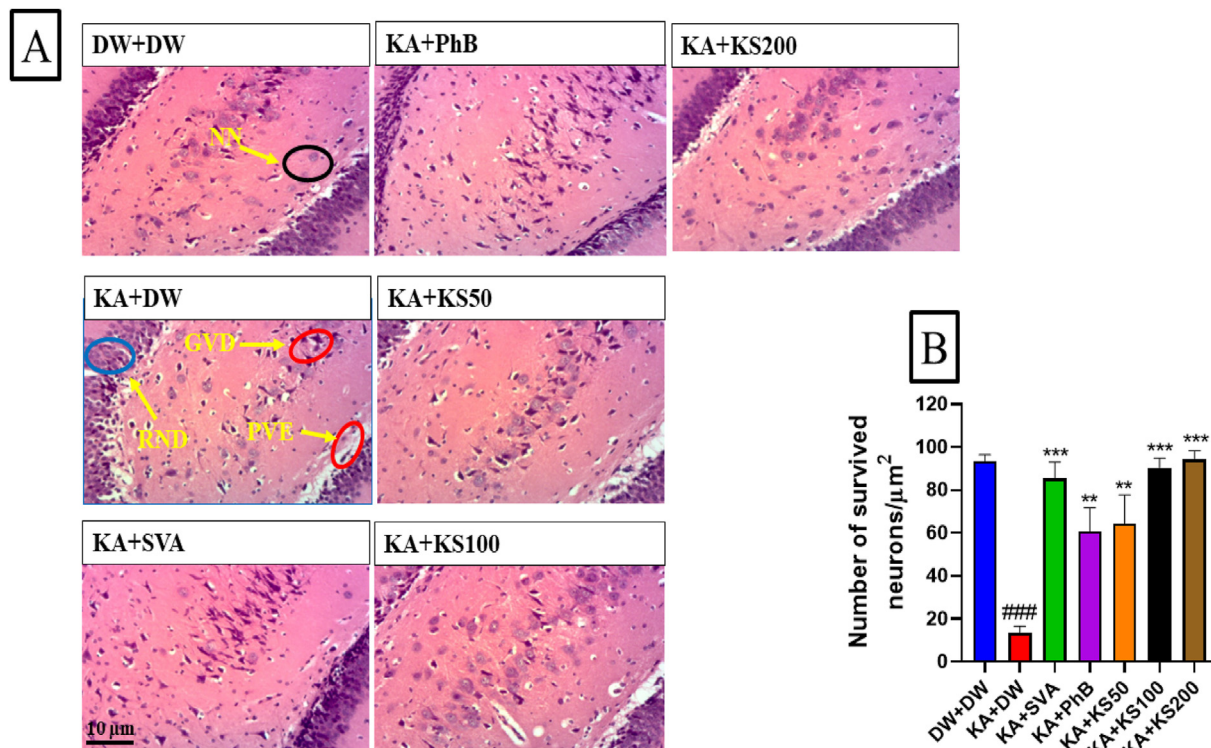 A
DW+DW
KA+PhB
KA+KS200
NN
KA+DW
KA+KS50
GVD
RND
PVE
KA+SVA
KA+KS100
10 µm
B
Number of survived
neurons/µm²
120
100
80
60
40
20
0
###
***
**
**
***
***
DW+DW
KA+DW
KA+SVA
KA+PhB
KA+KS50
KA+KS100
KA+KS200